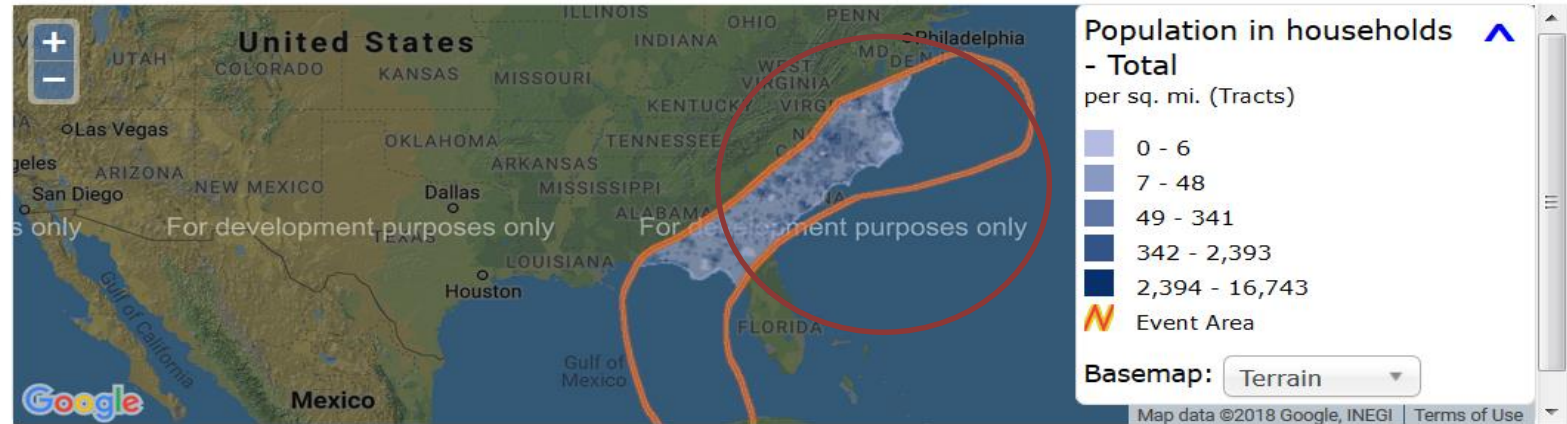 ILLINOIS
OHIO
PENN
United States
INDIANA
Philadelphia
UTAH
COLORADO
KANSAS
MISSOURI
WEST
VIRGINIA
MD
DE
KENTUCKY
Las Vegas
OKLAHOMA
TENNESSEE
ARKANSAS
geles
ARIZONA
NEW MEXICO
Dallas
MISSISSIPPI
San Diego
ALABAMA
s only
For development purposes only
For development purposes only
TEXAS
LOUISIANA
Houston
Gulf of California
FLORIDA
Gulf of
Mexico
Mexico
Google
Population in households
- Total
per sq. mi. (Tracts)
0 - 6
7 - 48
49 - 341
342 - 2,393
2,394 - 16,743
Event Area
Basemap: Terrain
Map data ©2018 Google, INEGI Terms of Use